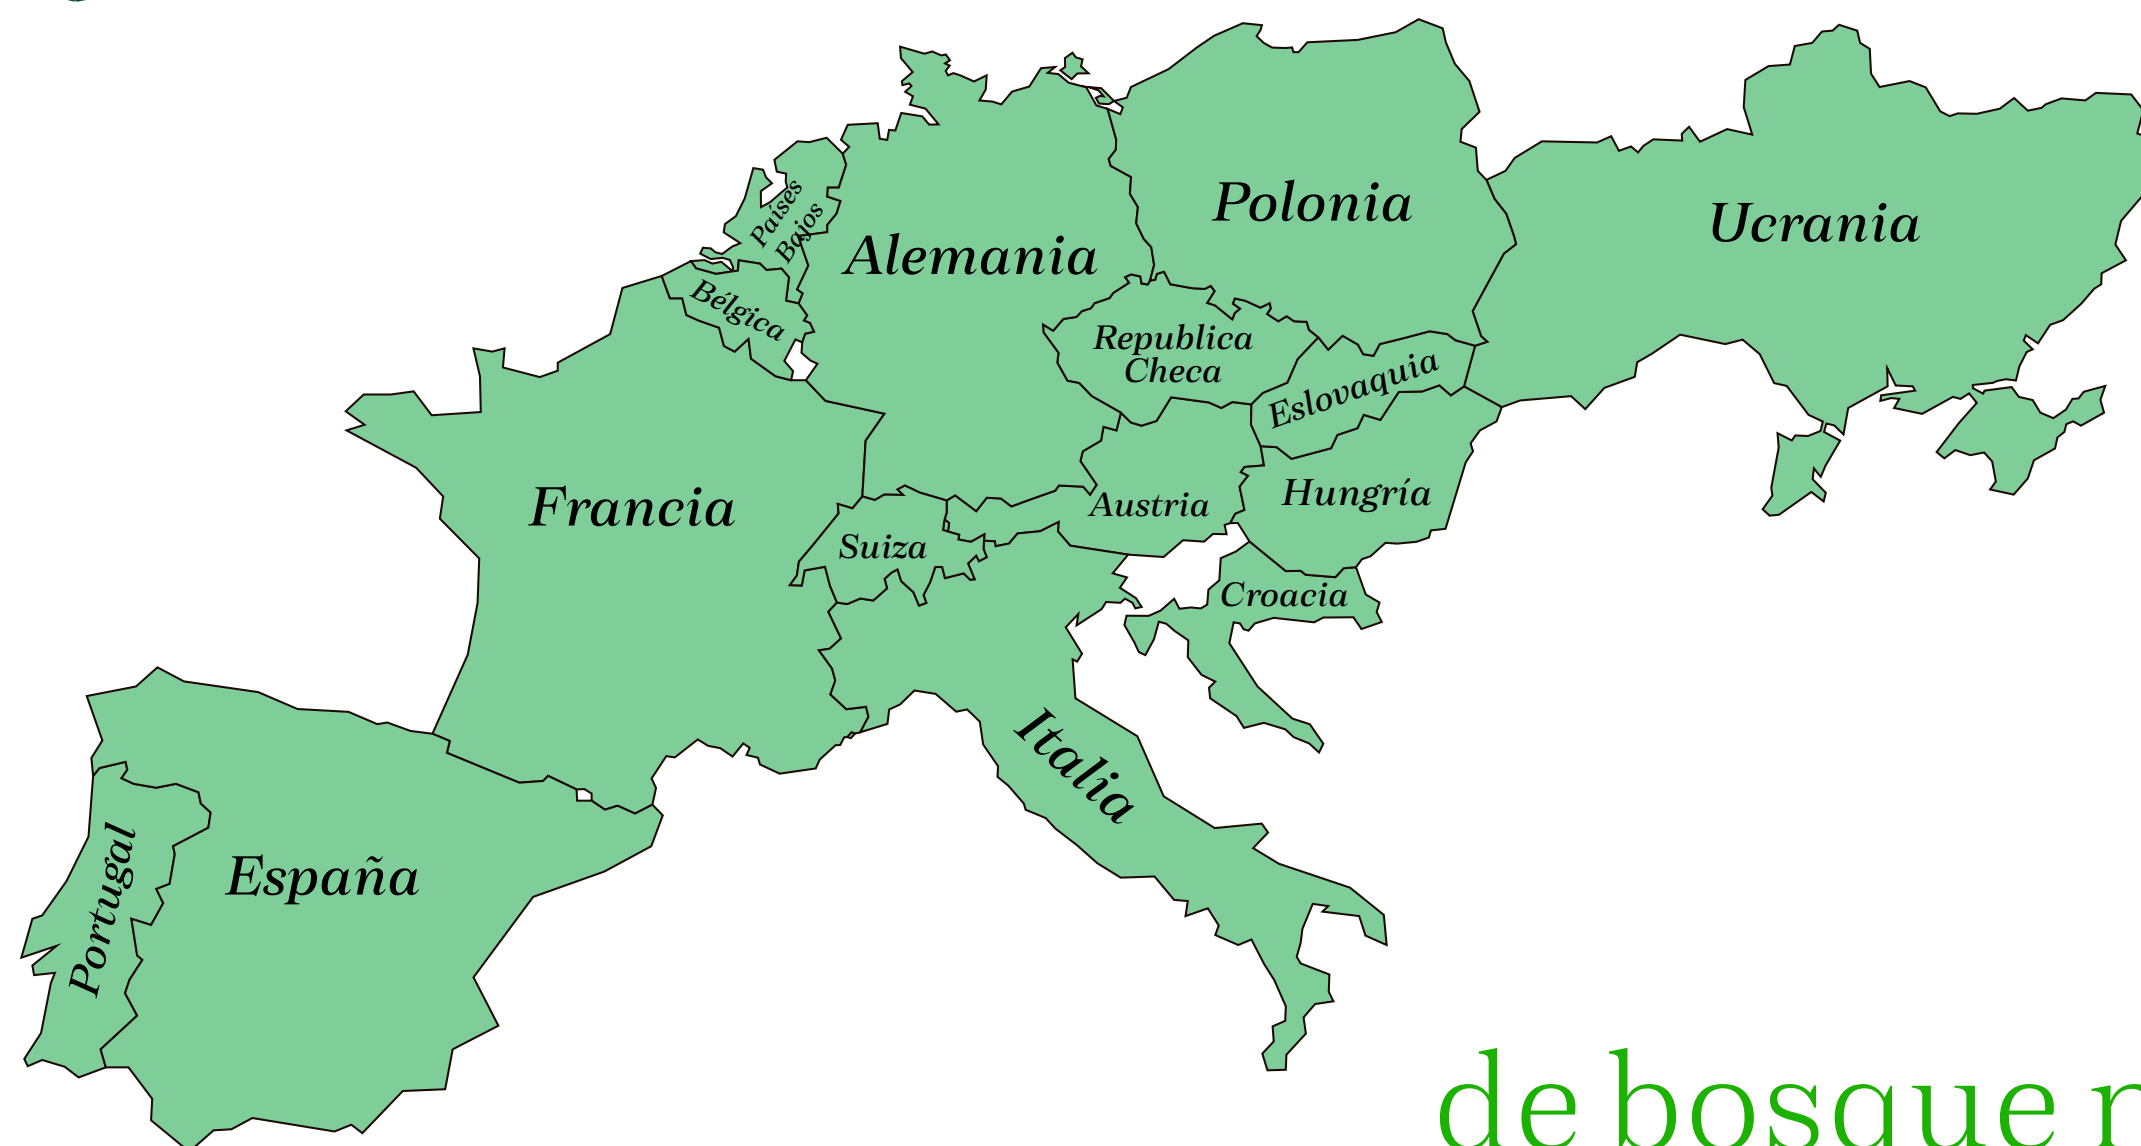 Polonia
Ucrania
Países
Bajos
Alemania
Bélgica
Republica
Checa
Eslovaquia
Francia
Austria
Hungría
Suiza
Croacia
Italia
Portugal
España
de bosque